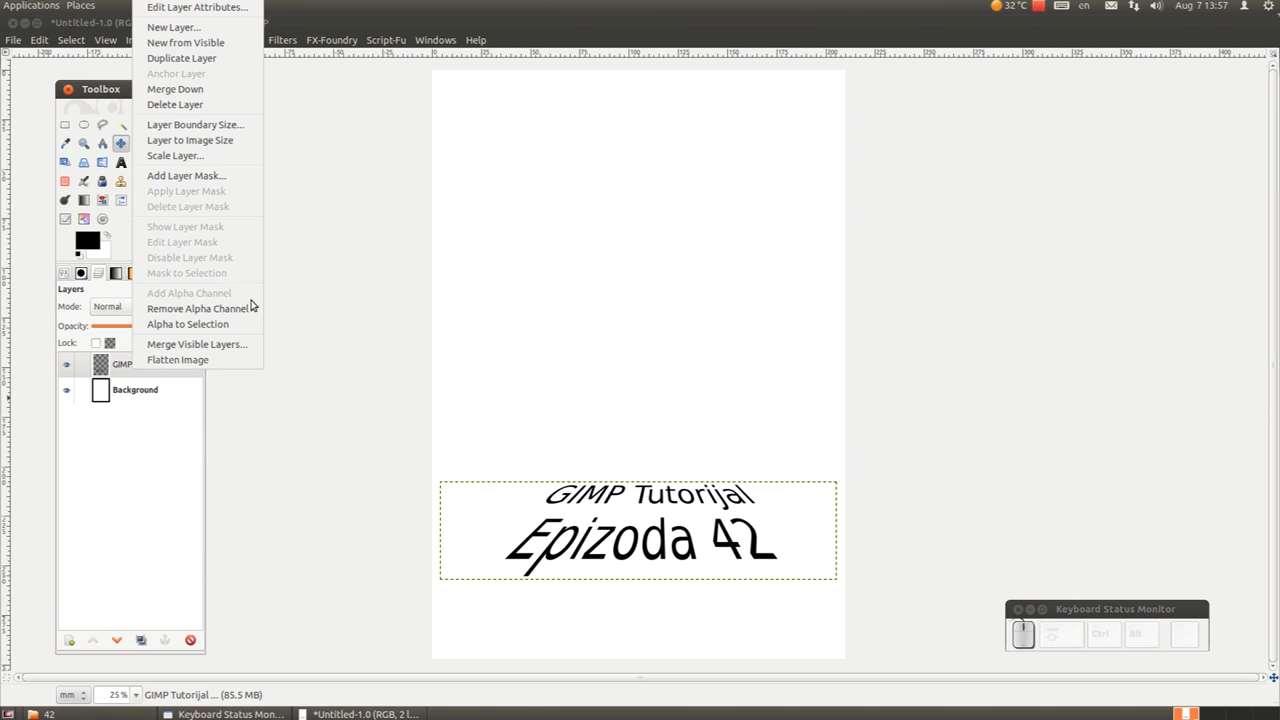 Applications Places
32 °C en Aug 7 13:57
*Untitled-1.0 (RGB
File Edit Select View Filters FX-Foundry Script-Fu Windows Help
Edit Layer Attributes...
New Layer...
New from Visible
Duplicate Layer
Anchor Layer
Merge Down
Delete Layer
Layer Boundary Size...
Layer to Image Size
Scale Layer...
Add Layer Mask...
Apply Layer Mask
Delete Layer Mask
Show Layer Mask
Edit Layer Mask
Disable Layer Mask
Mask to Selection
Add Alpha Channel
Remove Alpha Channel
Alpha to Selection
Merge Visible Layers...
Flatten Image
Toolbox
Layers
Mode: Normal
Opacity:
Lock:
GIMP
Background
GIMP Tutorijal
Epizoda 42
Keyboard Status Monitor
Ctrl Alt
mm 25% GIMP Tutorijal ... (85.5 MB)
42 Keyboard Status Mon... *Untitled-1.0 (RGB, 2 l...